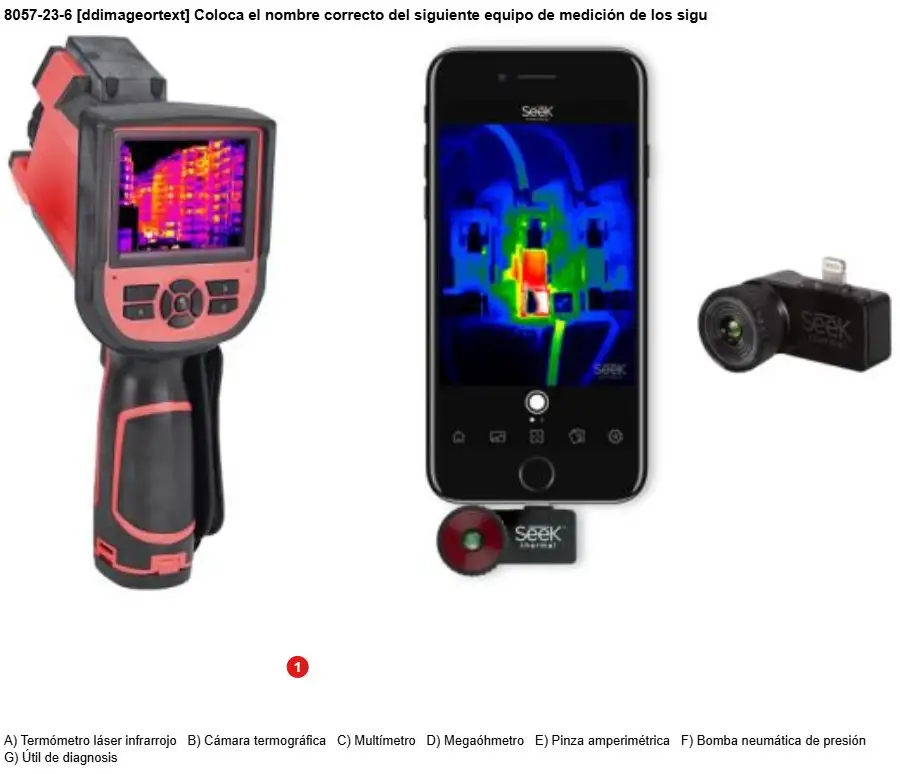 8057-23-6 [ddimageortext] Coloca el nombre correcto del siguiente equipo de medición de los sigu
Seek
Seek
Seek
Seek
thermal
1
A) Termómetro láser infrarrojo B) Cámara termográfica C) Multímetro D) Megaóhmetro E) Pinza amperimétrica F) Bomba neumática de presión
G) Útil de diagnosis